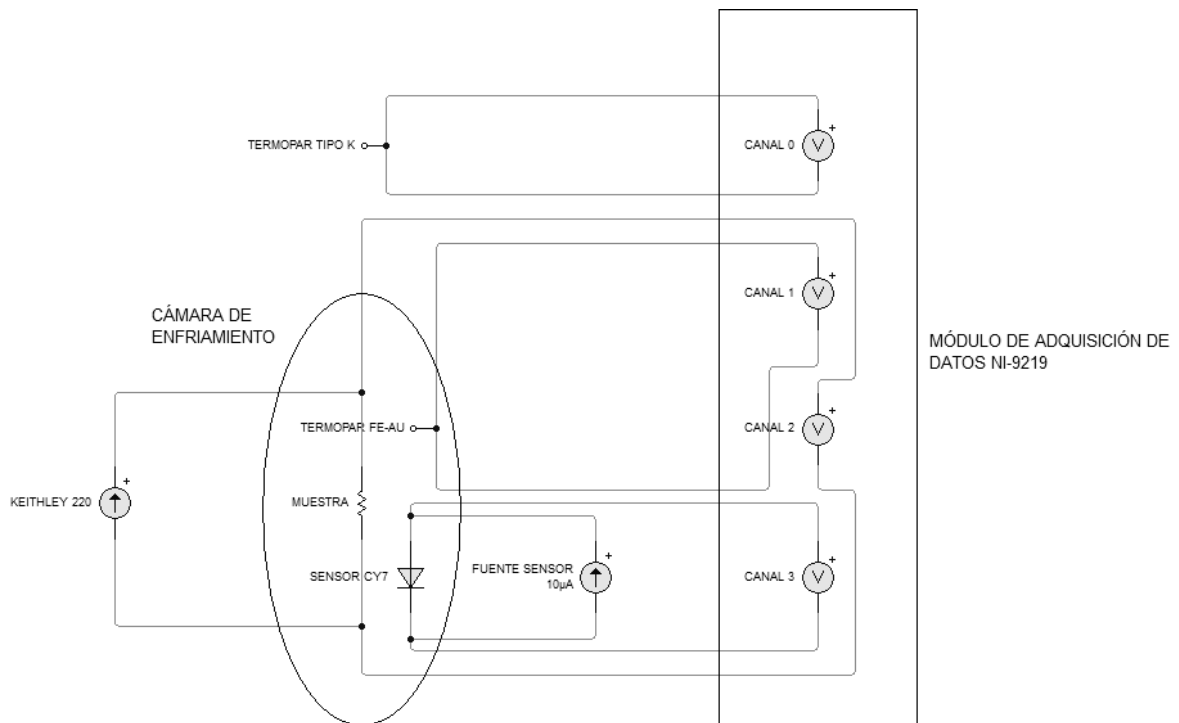 TERMOPAR TIPO K
CANAL 0
+
CANAL 1
+
CÁMARA DE
ENFRIAMIENTO
MÓDULO DE ADQUISICIÓN DE
DATOS NI-9219
TERMOPAR FE-AU
CANAL 2
+
KEITHLEY 220
+
MUESTRA
SENSOR CY7
FUENTE SENSOR
10µA
+
CANAL 3
+
V
V
V
V